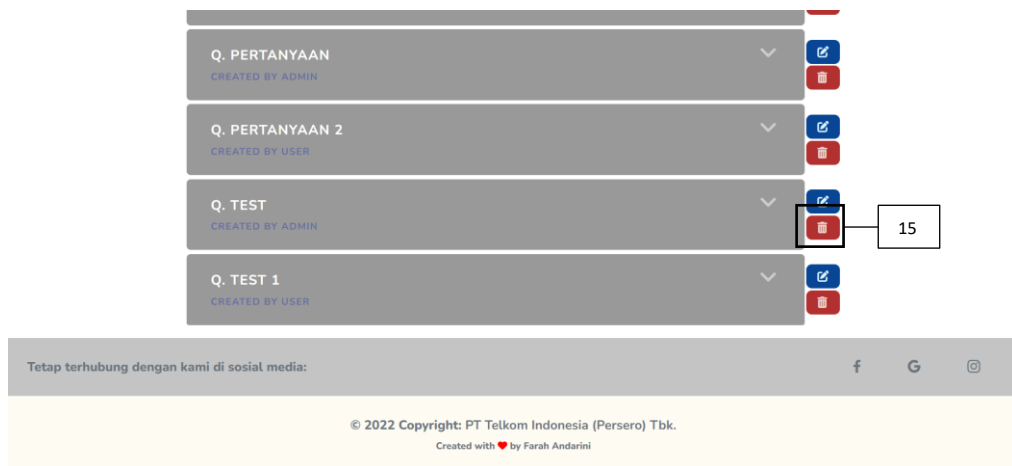 Q. PERTANYAAN
CREATED BY ADMIN
Q. PERTANYAAN 2
CREATED BY USER
Q. TEST
CREATED BY ADMIN
15
Q. TEST 1
CREATED BY USER
Tetap terhubung dengan kami di sosial media:
© 2022 Copyright: PT Telkom Indonesia (Persero) Tbk.
Created with ❤ by Farah Andarini